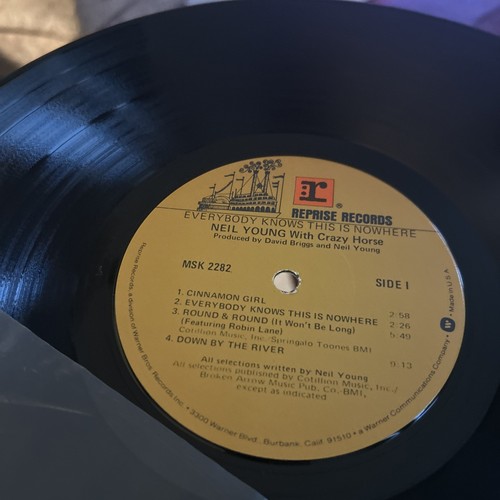 r
REPRISE RECORDS
EVERYBODY KNOWS THIS IS NOWHERE
NEIL YOUNG With Crazy Horse
Produced by David Briggs and Neil Young
MSK 2282
SIDE 1
1. CINNAMON GIRL 2:58
2. EVERYBODY KNOWS THIS IS NOWHERE 2:26
3. ROUND & ROUND (I Won't Be Long) 5:49
(Featuring Robin Lane)
Cotillion Music, Inc./Springalo Toones BMI
4. DOWN BY THE RIVER 9:13
All selections written by Neil Young
All selections published by Cotillion Music, Inc./
Broken Arrow Music Pub. Co. BMI,
except as indicated
Reprise Records, a division of Warner Bros. Records Inc. • 3300 Warner Blvd., Burbank, Calif. 91510 • a Warner Communications Company • W • Made in U.S.A.